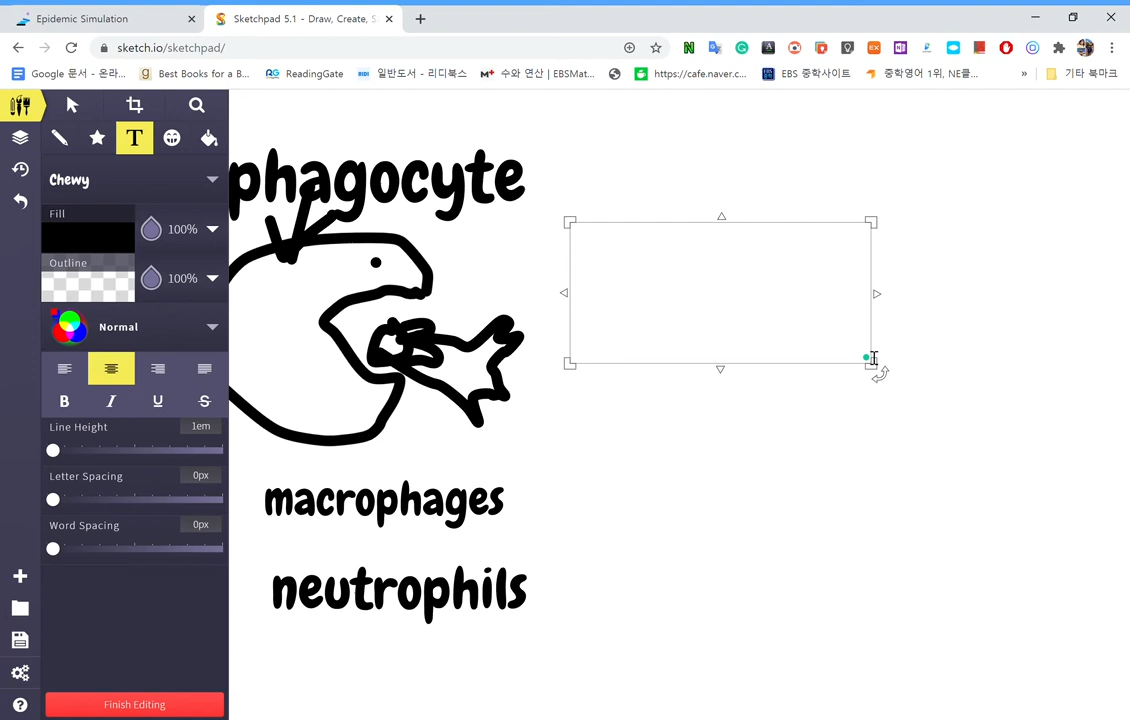 Epidemic Simulation
Sketchpad 5.1 - Draw, Create, S
sketch.io/sketchpad/
Google 문서 - 온라...
Best Books for a B...
ReadingGate
일반도서 - 리디북스
수와 연산 | EBSMat...
https://cafe.naver.c...
EBS 중학사이트
중학영어 1위, NE클...
»
기타 북마크
T
Chewy
Fill
100%
Outline
100%
Normal
B I U S
Line Height 1em
Letter Spacing 0px
Word Spacing 0px
Finish Editing
phagocyte
macrophages
neutrophils